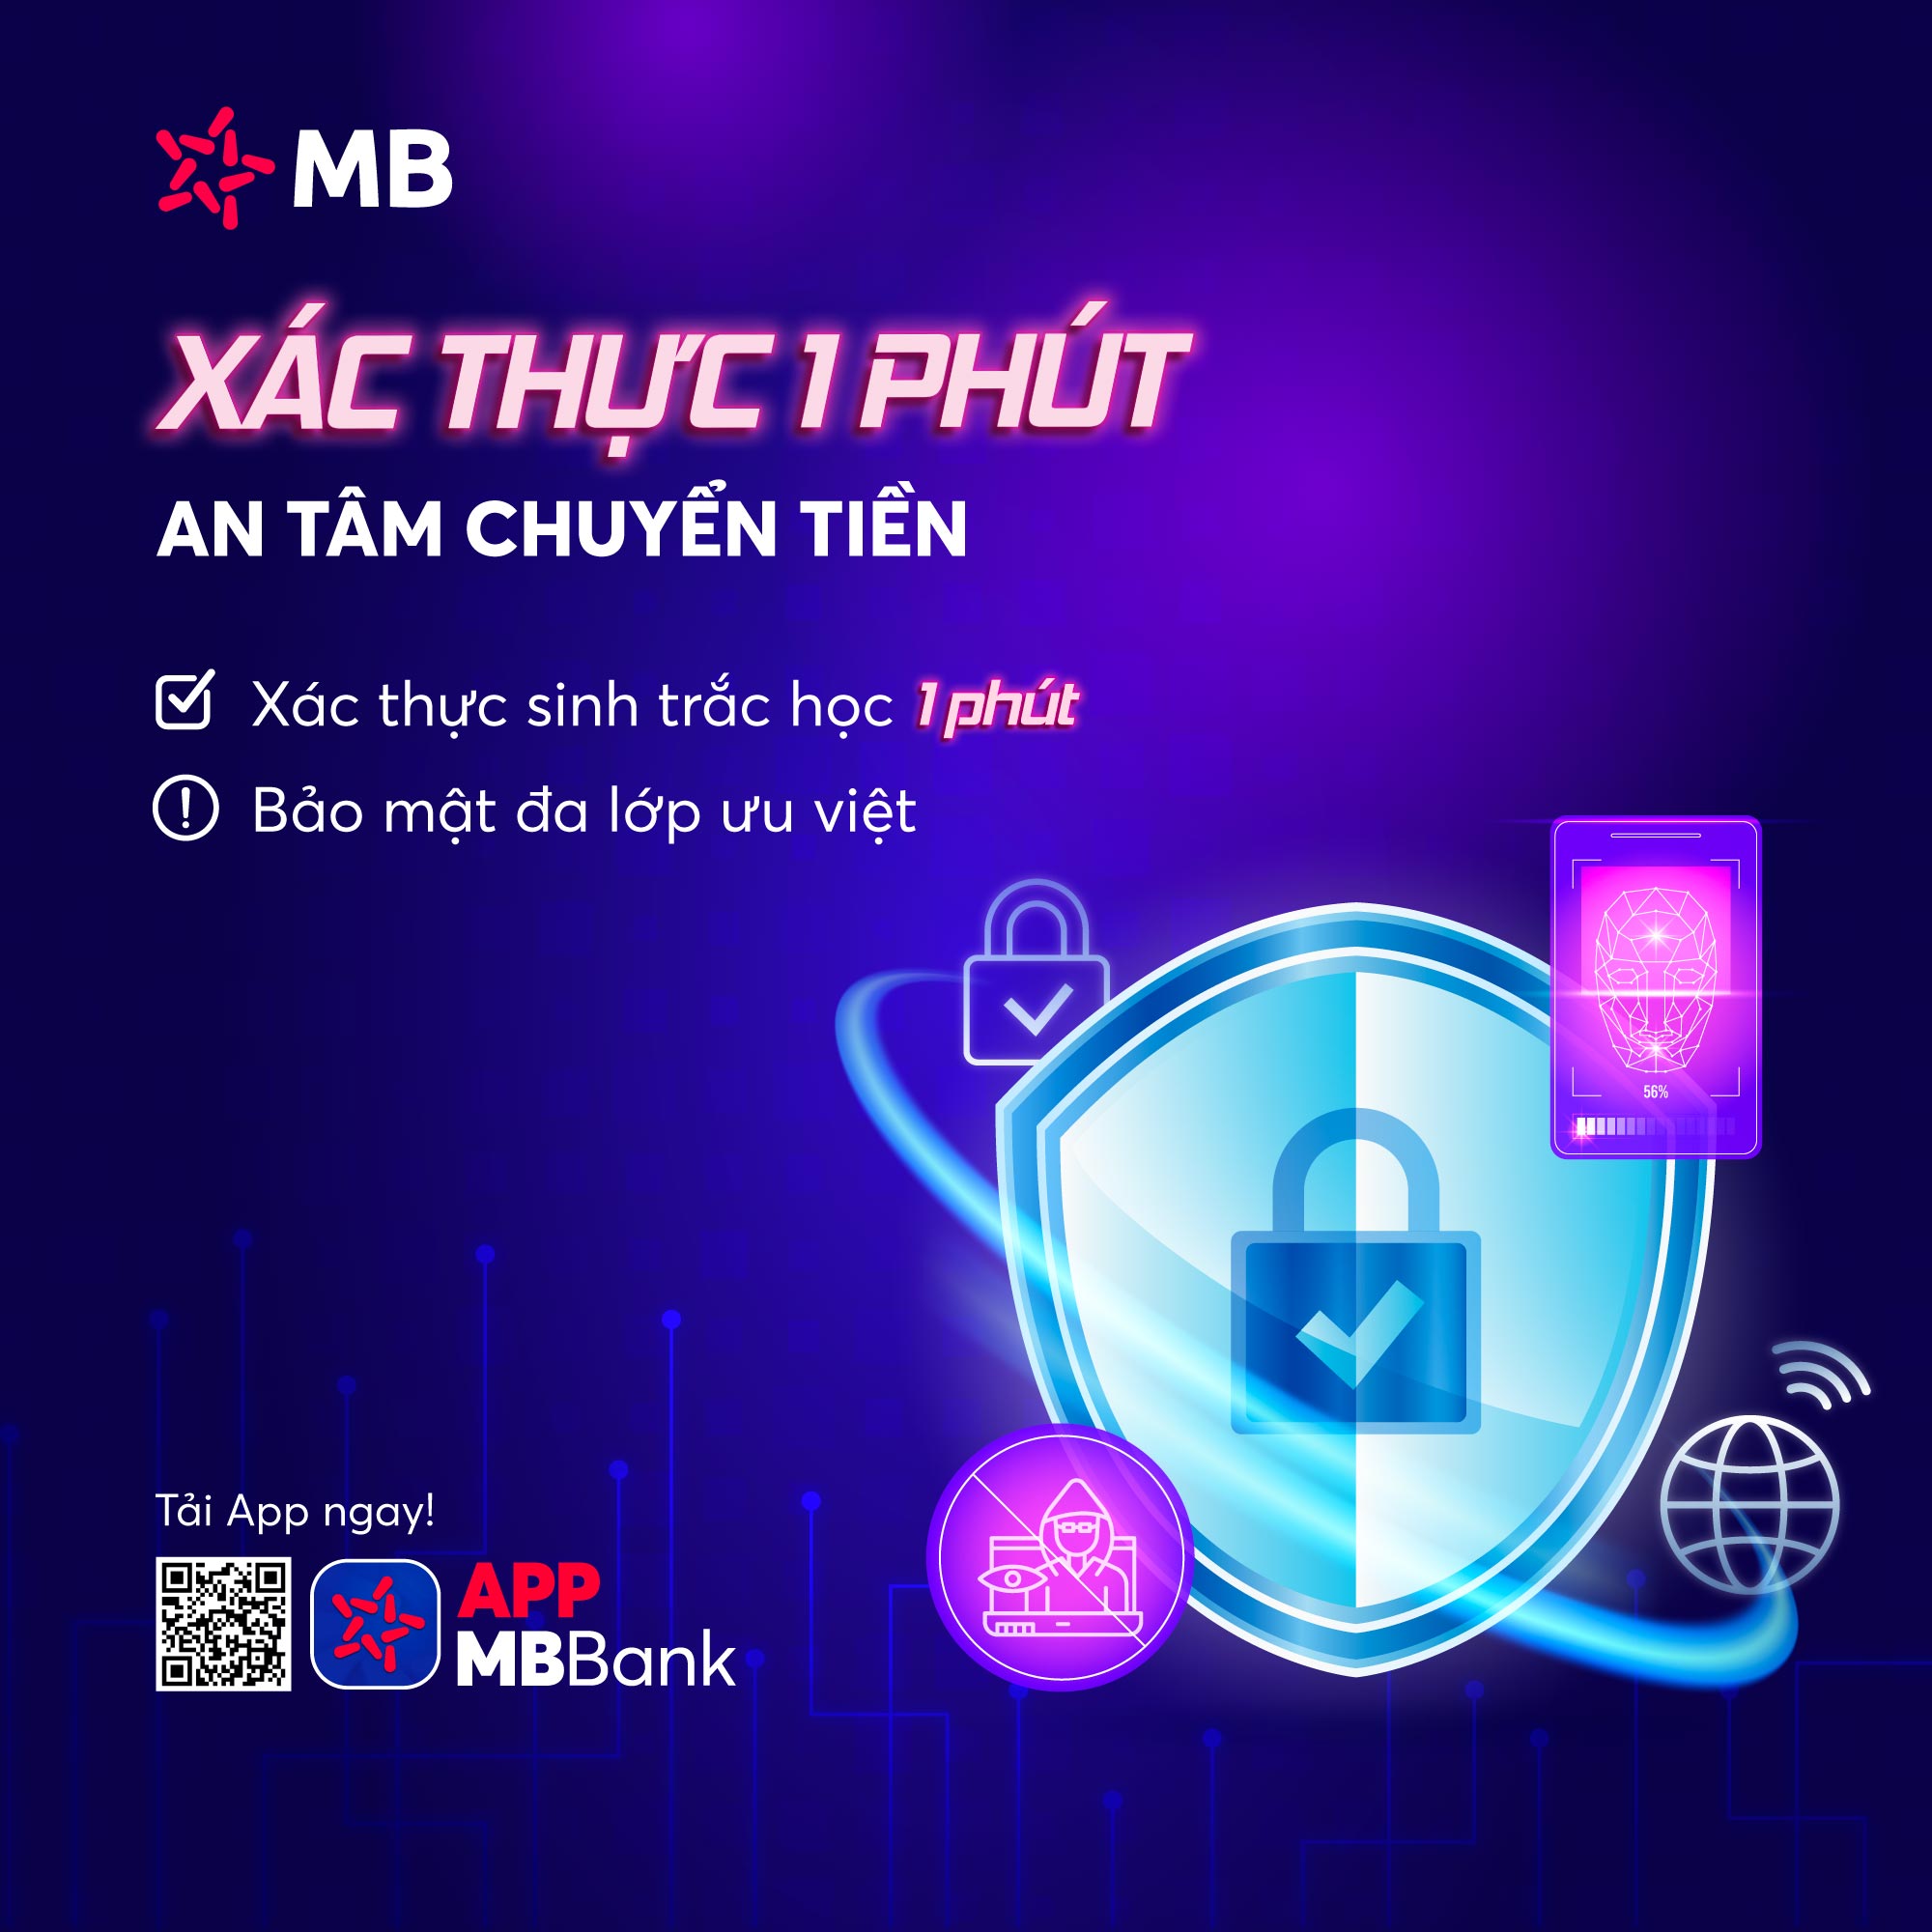 MB
XÁC THỰC 1 PHÚT
AN TÂM CHUYỂN TIỀN
Xác thực sinh trắc học 1 phút
Bảo mật đa lớp ưu việt
56%
Tải App ngay!
APP
MBBank